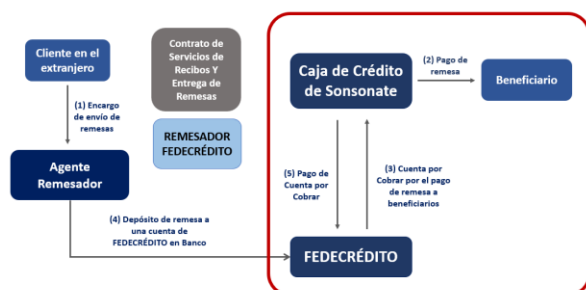 Cliente en el
extranjero
(1) Encargo
de envío de
remesas
Agente
Remesador
Contrato de
Servicios de
Recibos Y
Entrega de
Remesas
REMESADOR
FEDECRÉDITO
(4) Depósito de remesa a
una cuenta de
FEDECRÉDITO en Banco
Caja de Crédito
de Sonsonate
(2) Pago de
remesa
Beneficiario
(5) Pago de
Cuenta por
Cobrar
(3) Cuenta por
Cobrar por el pago
de remesa a
beneficiarios
FEDECRÉDITO